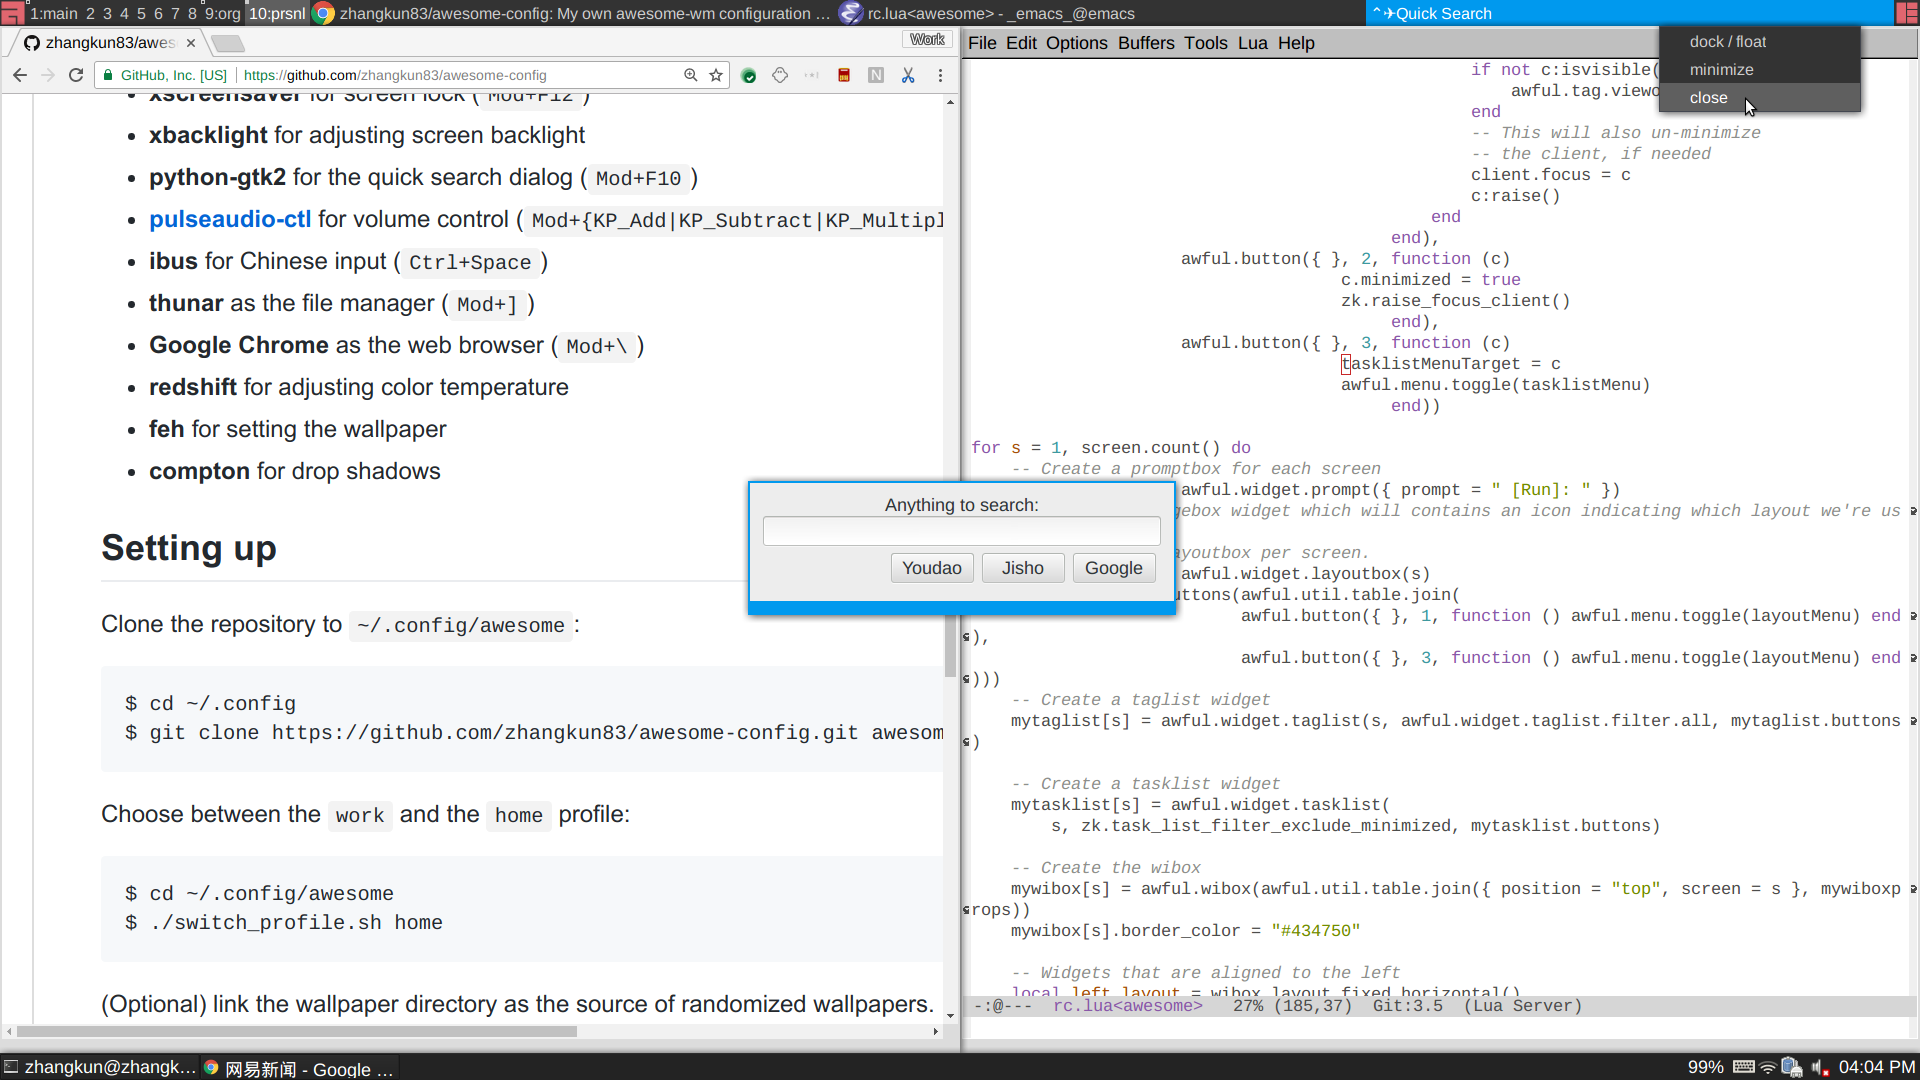 1:main 2 3 4 5 6 7 8 9:org 10:prsnl zhangkun83/awesome-config: My own awesome-wm configuration ... rc.lua<awesome> - _emacs_@emacs ⌃✈Quick Search
zhangkun83/awes × Work
GitHub, Inc. [US] https://github.com/zhangkun83/awesome-config
• xscreensaver for screen lock ( Mod+F12 )
• xbacklight for adjusting screen backlight
• python-gtk2 for the quick search dialog ( Mod+F10 )
• pulseaudio-ctl for volume control ( Mod+{KP_Add|KP_Subtract|KP_Multipl
• ibus for Chinese input ( Ctrl+Space )
• thunar as the file manager ( Mod+] )
• Google Chrome as the web browser ( Mod+\ )
• redshift for adjusting color temperature
• feh for setting the wallpaper
• compton for drop shadows
Setting up
Clone the repository to ~/.config/awesome :
$ cd ~/.config
$ git clone https://github.com/zhangkun83/awesome-config.git awesom
Choose between the work and the home profile:
$ cd ~/.config/awesome
$ ./switch_profile.sh home
(Optional) link the wallpaper directory as the source of randomized wallpapers.
Anything to search:
Youdao Jisho Google
File Edit Options Buffers Tools Lua Help
dock / float
minimize
close
if not c:isvisible(
awful.tag.viewo
end
-- This will also un-minimize
-- the client, if needed
client.focus = c
c:raise()
end
end),
awful.button({ }, 2, function (c)
c.minimized = true
zk.raise_focus_client()
end),
awful.button({ }, 3, function (c)
tasklistMenuTarget = c
awful.menu.toggle(tasklistMenu)
end))
for s = 1, screen.count() do
-- Create a promptbox for each screen
awful.widget.prompt({ prompt = " [Run]: " })
gebox widget which will contains an icon indicating which layout we're us
ayoutbox per screen.
awful.widget.layoutbox(s)
uttons(awful.util.table.join(
awful.button({ }, 1, function () awful.menu.toggle(layoutMenu) end
),
awful.button({ }, 3, function () awful.menu.toggle(layoutMenu) end
)))
-- Create a taglist widget
mytaglist[s] = awful.widget.taglist(s, awful.widget.taglist.filter.all, mytaglist.buttons
)
-- Create a tasklist widget
mytasklist[s] = awful.widget.tasklist(
s, zk.task_list_filter_exclude_minimized, mytasklist.buttons)
-- Create the wibox
mywibox[s] = awful.wibox(awful.util.table.join({ position = "top", screen = s }, mywiboxp
rops))
mywibox[s].border_color = "#434750"
-- Widgets that are aligned to the left
local left_layout = wibox.layout.fixed.horizontal()
-:@--- rc.lua<awesome> 27% (185,37) Git:3.5 (Lua Server)
zhangkun@zhangk... 网易新闻 - Google ... 99% 04:04 PM